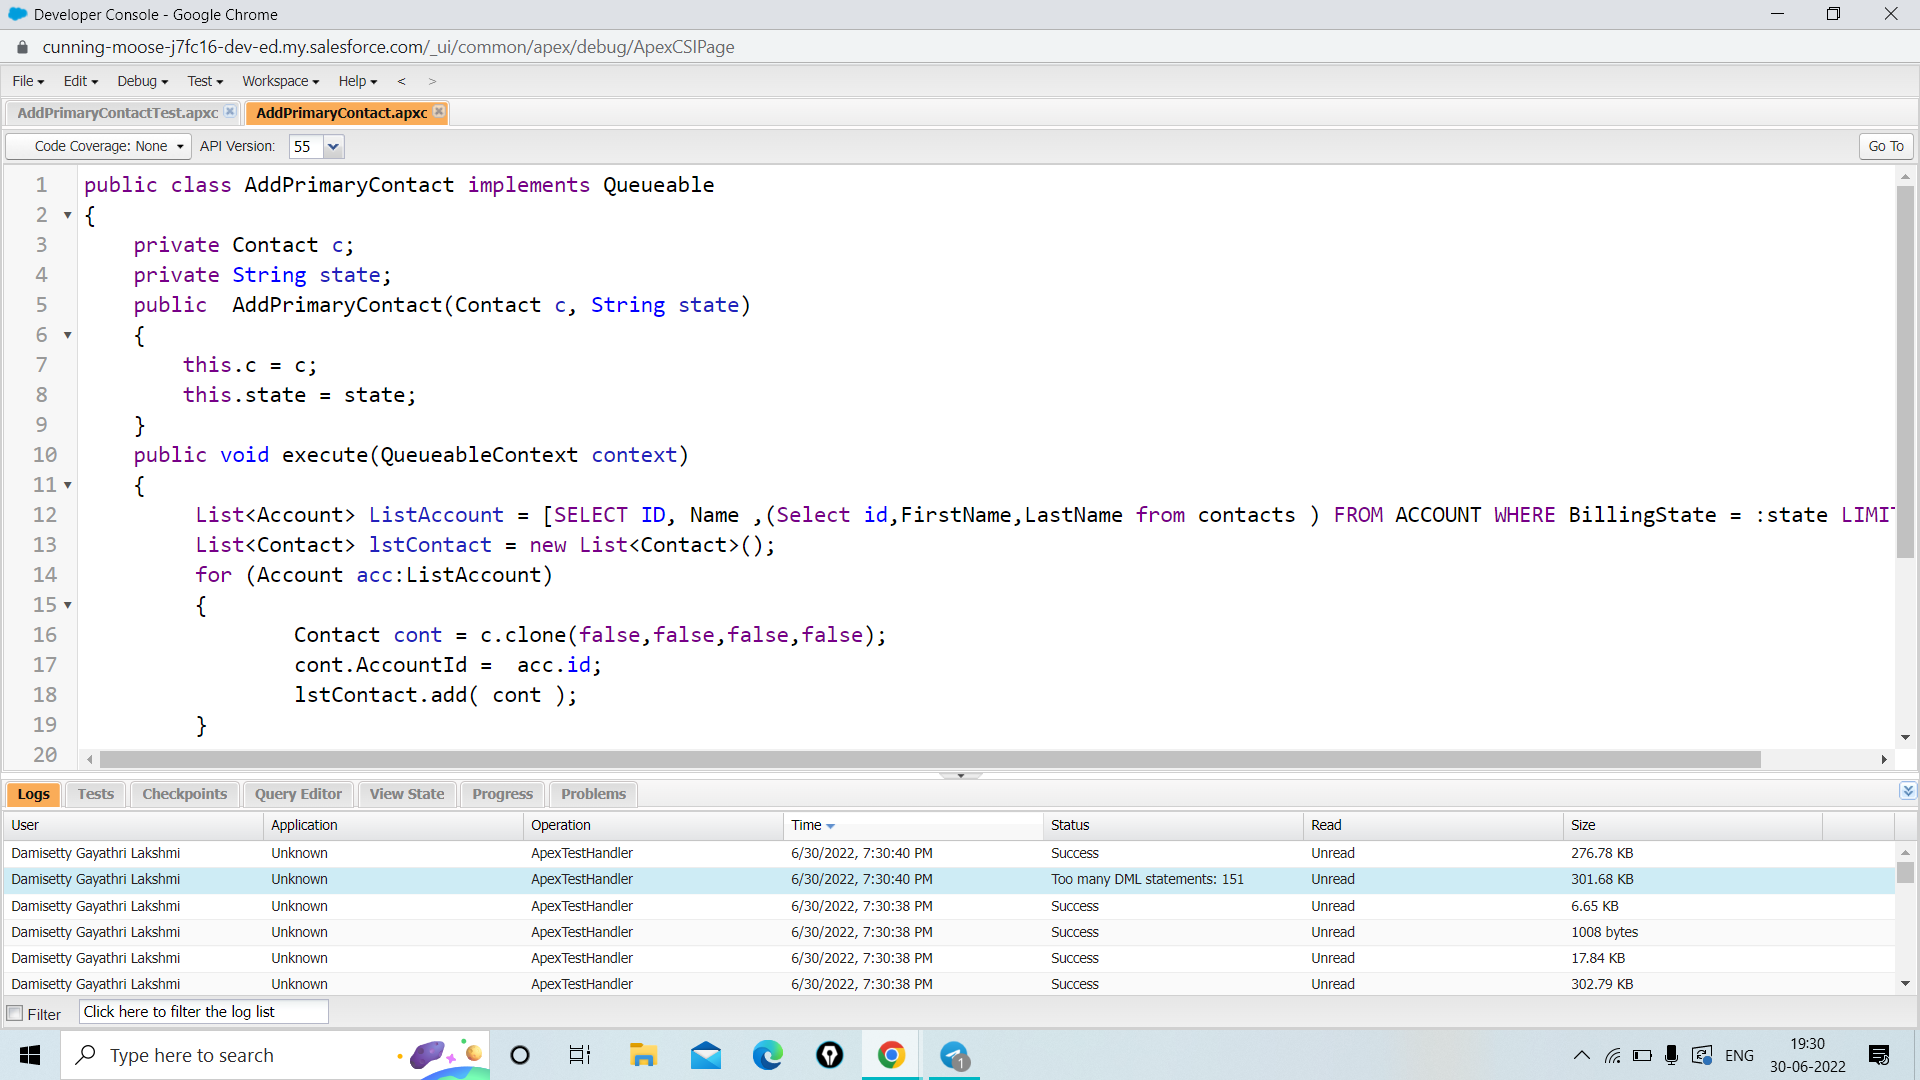 Developer Console - Google Chrome
cunning-moose-j7fc16-dev-ed.my.salesforce.com/_ui/common/apex/debug/ApexCSIPage
File Edit Debug Test Workspace Help < >
AddPrimaryContactTest.apxc AddPrimaryContact.apxc
Code Coverage: None API Version: 55 Go To
1 public class AddPrimaryContact implements Queueable
2 {
3 private Contact c;
4 private String state;
5 public  AddPrimaryContact(Contact c, String state)
6 {
7 this.c = c;
8 this.state = state;
9 }
10 public void execute(QueueableContext context)
11 {
12 List<Account> ListAccount = [SELECT ID, Name ,(Select id,FirstName,LastName from contacts ) FROM ACCOUNT WHERE BillingState = :state LIMIT
13 List<Contact> lstContact = new List<Contact>();
14 for (Account acc:ListAccount)
15 {
16 Contact cont = c.clone(false,false,false,false);
17 cont.AccountId =  acc.id;
18 lstContact.add( cont );
19 }
20
Logs Tests Checkpoints Query Editor View State Progress Problems
User Application Operation Time Status Read Size
Damisetty Gayathri Lakshmi Unknown ApexTestHandler 6/30/2022, 7:30:40 PM Success Unread 276.78 KB
Damisetty Gayathri Lakshmi Unknown ApexTestHandler 6/30/2022, 7:30:40 PM Too many DML statements: 151 Unread 301.68 KB
Damisetty Gayathri Lakshmi Unknown ApexTestHandler 6/30/2022, 7:30:38 PM Success Unread 6.65 KB
Damisetty Gayathri Lakshmi Unknown ApexTestHandler 6/30/2022, 7:30:38 PM Success Unread 1008 bytes
Damisetty Gayathri Lakshmi Unknown ApexTestHandler 6/30/2022, 7:30:38 PM Success Unread 17.84 KB
Damisetty Gayathri Lakshmi Unknown ApexTestHandler 6/30/2022, 7:30:38 PM Success Unread 302.79 KB
Filter Click here to filter the log list
Type here to search 1 ENG 19:30
30-06-2022